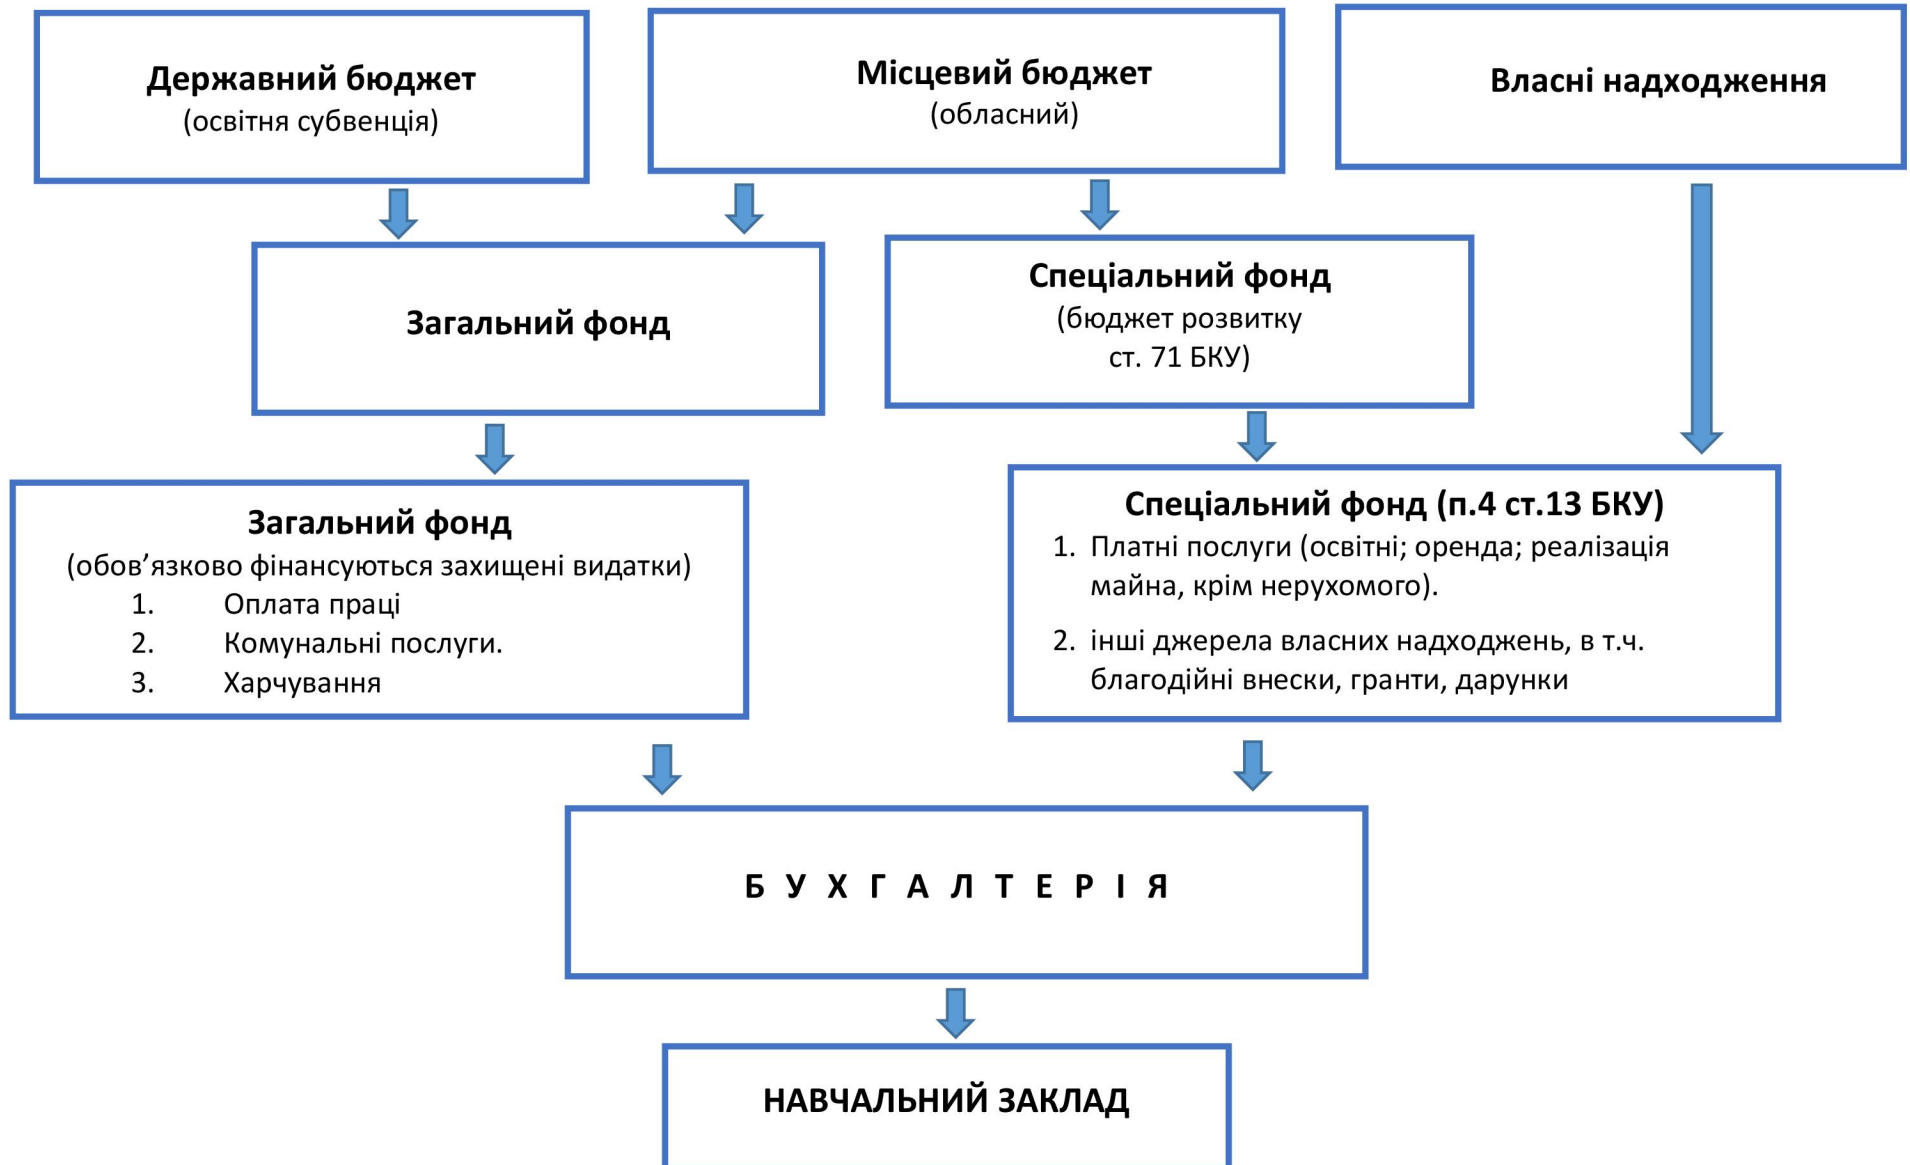 Державний бюджет
(освітня субвенція)
Місцевий бюджет
(обласний)
Власні надходження
Загальний фонд
Спеціальний фонд
(бюджет розвитку
ст. 71 БКУ)
Загальний фонд
(обов’язково фінансуються захищені видатки)
1. Оплата праці
2. Комунальні послуги.
3. Харчування
Спеціальний фонд (п.4 ст.13 БКУ)
1. Платні послуги (освітні; оренда; реалізація
майна, крім нерухомого).
2. інші джерела власних надходжень, в т.ч.
благодійні внески, гранти, дарунки
Б У Х Г А Л Т Е Р І Я
НАВЧАЛЬНИЙ ЗАКЛАД